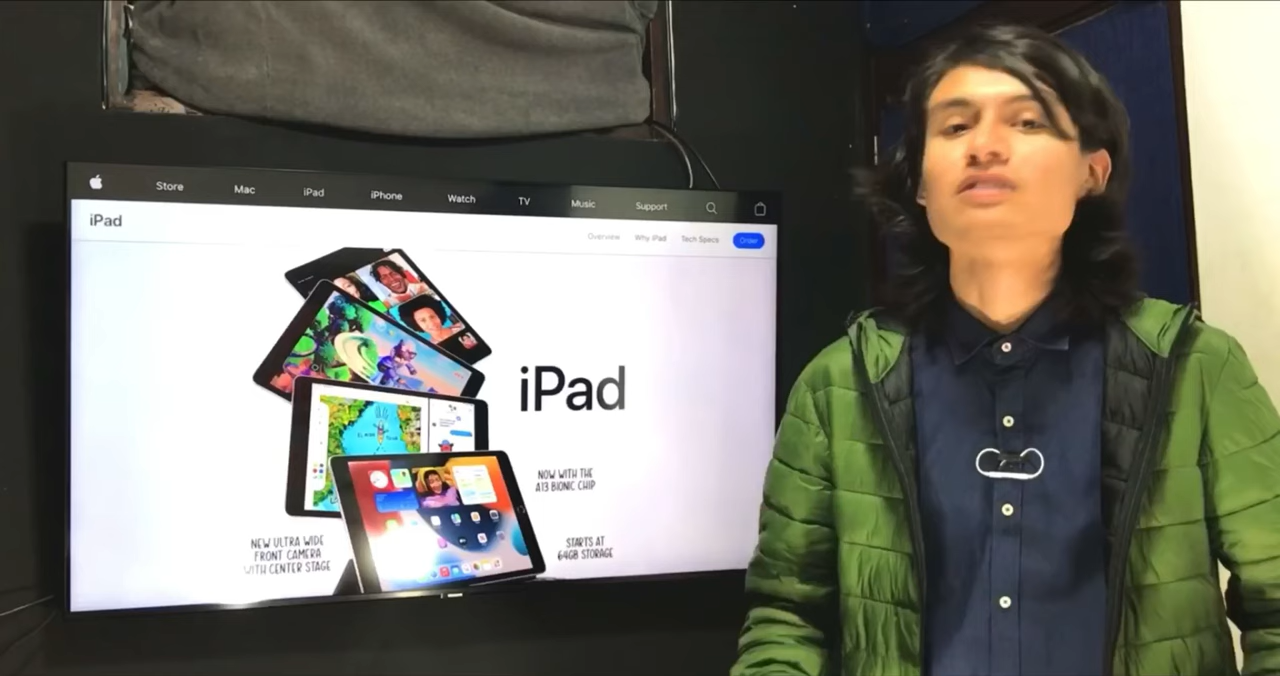 Store Mac iPad iPhone Watch TV Music Support
iPad
Overview Why iPad Tech Specs Order
iPad
NOW WITH THE
A13 BIONIC CHIP
NEW ULTRA WIDE
FRONT CAMERA
WITH CENTER STAGE
STARTS AT
64GB STORAGE